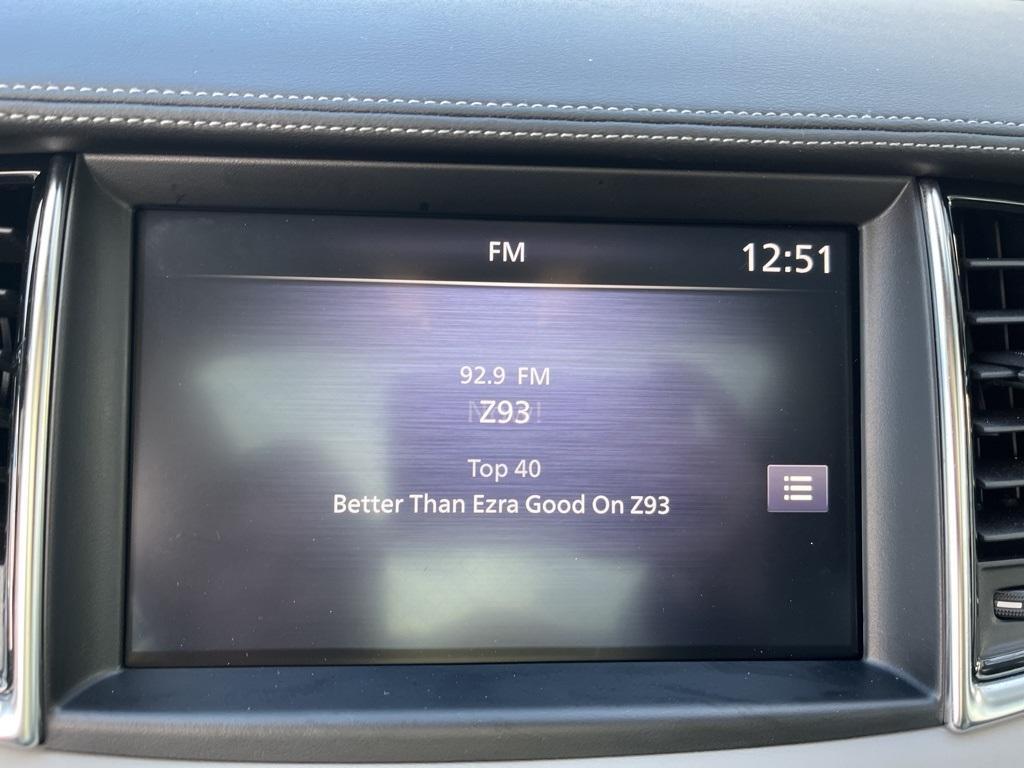 FM
12:51
92.9 FM
Z93
Top 40
Better Than Ezra Good On Z93